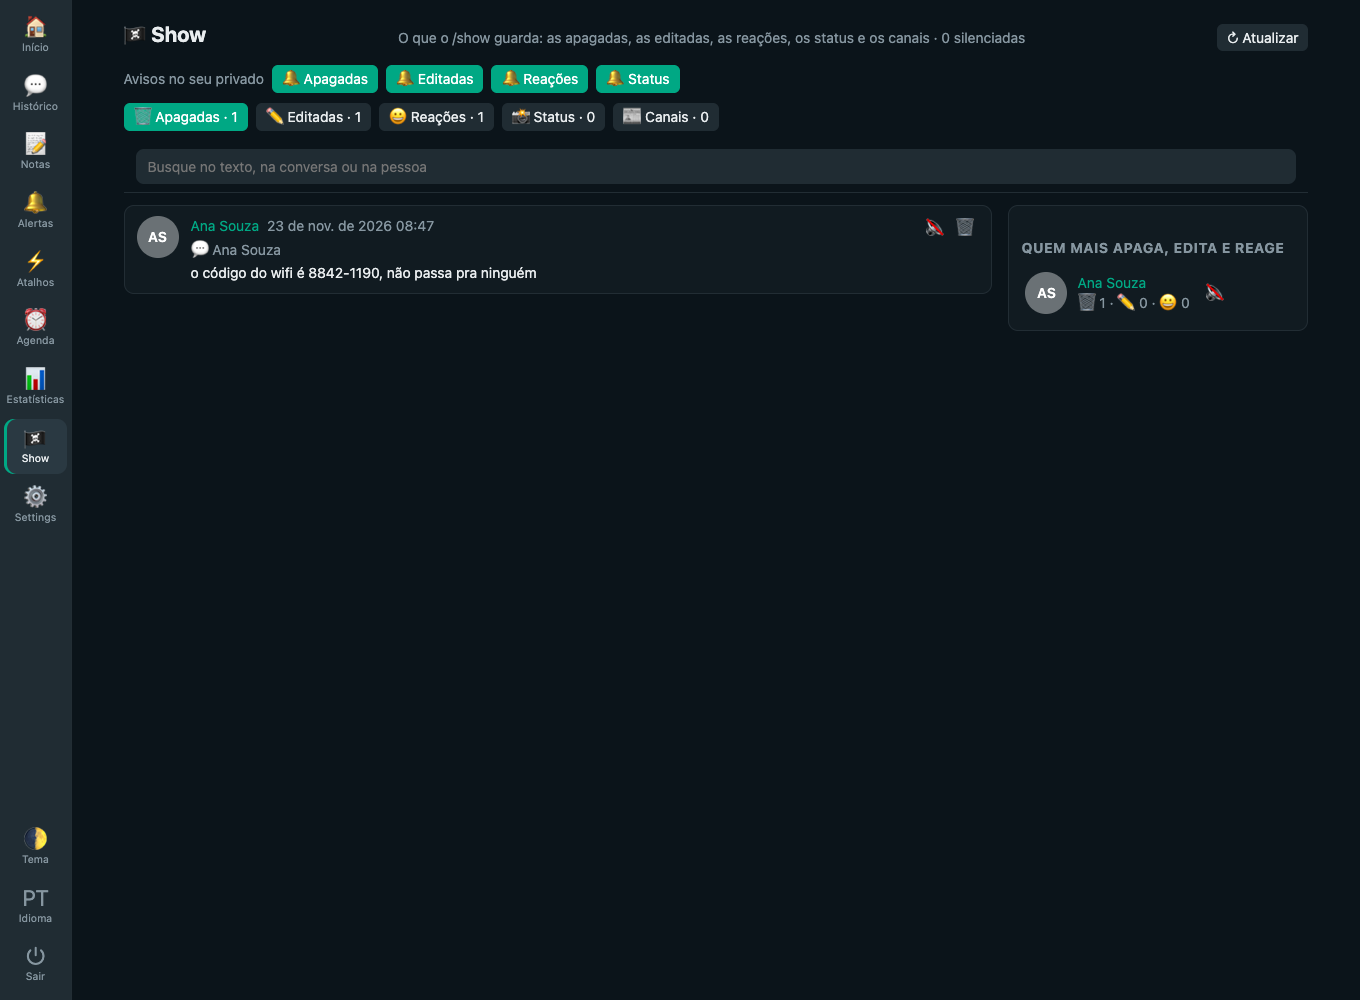 Início
Histórico
Notas
Alertas
Atalhos
Agenda
Estatísticas
Show
Settings
Tema
PT
Idioma
Sair
Show
O que o /show guarda: as apagadas, as editadas, as reações, os status e os canais · 0 silenciadas
Atualizar
Avisos no seu privado
Apagadas
Editadas
Reações
Status
Apagadas · 1
Editadas · 1
Reações · 1
Status · 0
Canais · 0
Busque no texto, na conversa ou na pessoa
AS
Ana Souza 23 de nov. de 2026 08:47
Ana Souza
o código do wifi é 8842-1190, não passa pra ninguém
QUEM MAIS APAGA, EDITA E REAGE
AS
Ana Souza
1 · 0 · 0